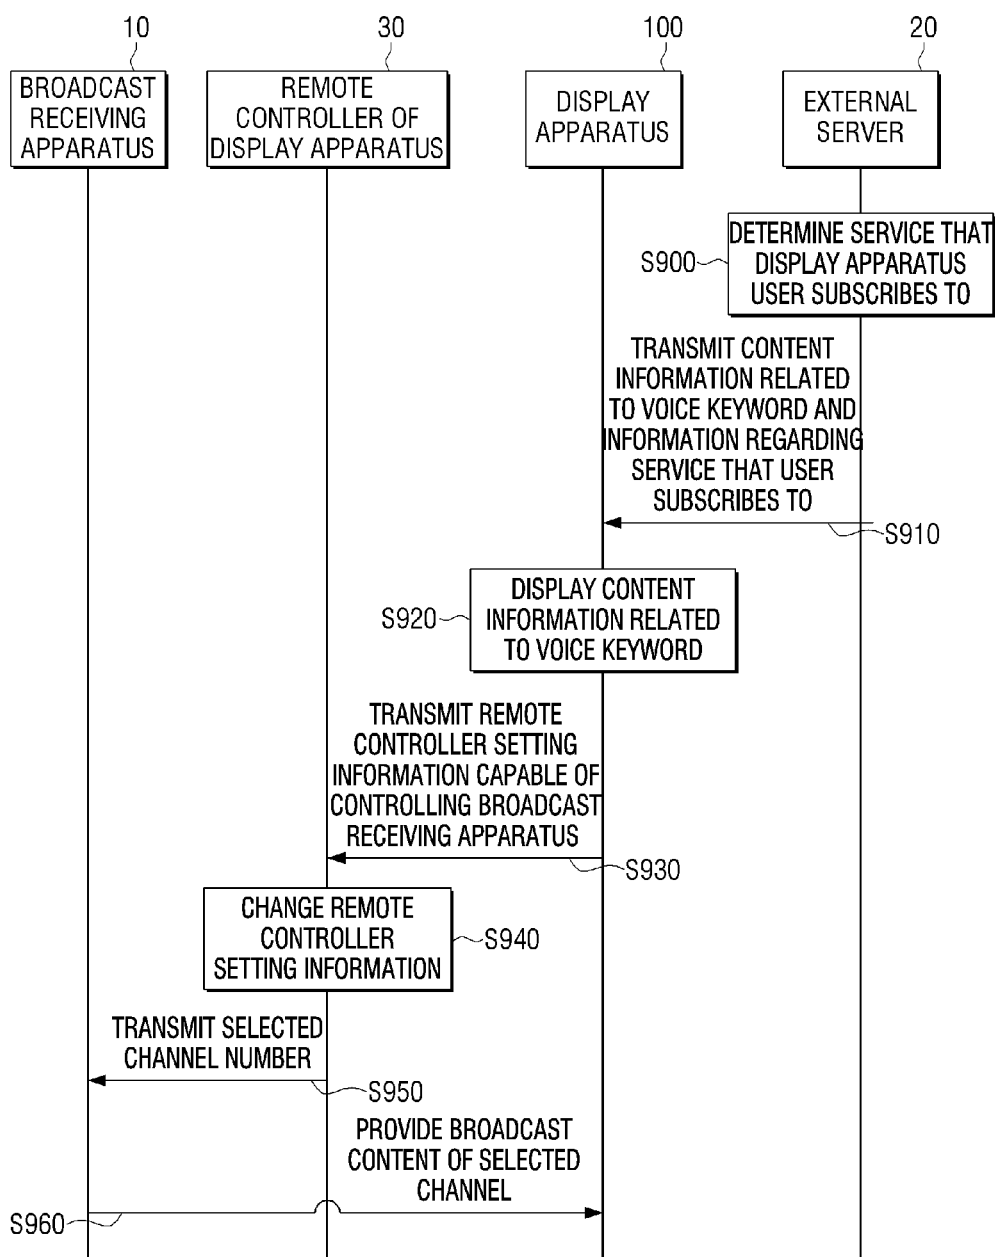 10
30
100
20
BROADCAST
RECEIVING
APPARATUS
REMOTE
CONTROLLER OF
DISPLAY APPARATUS
DISPLAY
APPARATUS
EXTERNAL
SERVER
S900
DETERMINE SERVICE THAT
DISPLAY APPARATUS
USER SUBSCRIBES TO
TRANSMIT CONTENT
INFORMATION RELATED
TO VOICE KEYWORD AND
INFORMATION REGARDING
SERVICE THAT USER
SUBSCRIBES TO
S910
S920
DISPLAY CONTENT
INFORMATION RELATED
TO VOICE KEYWORD
TRANSMIT REMOTE
CONTROLLER SETTING
INFORMATION CAPABLE OF
CONTROLLING BROADCAST
RECEIVING APPARATUS
S930
CHANGE REMOTE
CONTROLLER
SETTING INFORMATION
S940
TRANSMIT SELECTED
CHANNEL NUMBER
S950
PROVIDE BROADCAST
CONTENT OF SELECTED
CHANNEL
S960